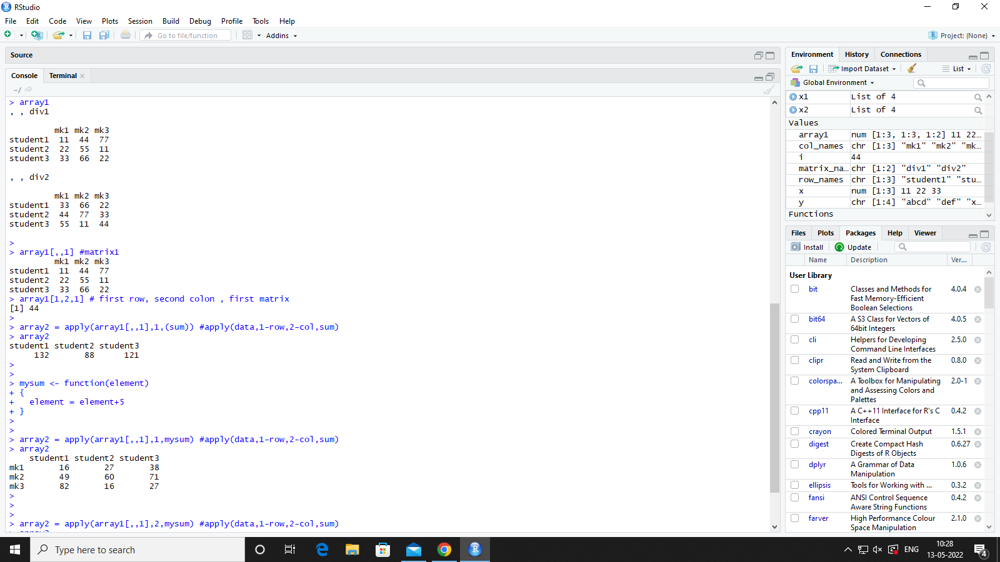 RStudio
File Edit Code View Plots Session Build Debug Profile Tools Help
Go to file/function Addins Project: (None)
Source
Console Terminal
~/
> array1
, , div1
mk1 mk2 mk3
student1 11 44 77
student2 22 55 11
student3 33 66 22
, , div2
mk1 mk2 mk3
student1 33 66 22
student2 44 77 33
student3 55 11 44
>
> array1[,,1] #matrix1
mk1 mk2 mk3
student1 11 44 77
student2 22 55 11
student3 33 66 22
> array1[1,2,1] # first row, second colon , first matrix
[1] 44
>
> array2 = apply(array1[,,1],1,(sum)) #apply(data,1-row,2-col,sum)
> array2
student1 student2 student3
132 88 121
>
>
> mysum <- function(element)
+ {
+ element = element+5
+ }
>
>
> array2 = apply(array1[,,1],1,mysum) #apply(data,1-row,2-col,sum)
> array2
student1 student2 student3
mk1 16 27 38
mk2 49 60 71
mk3 82 16 27
>
>
>
> array2 = apply(array1[,,1],2,mysum) #apply(data,1-row,2-col,sum)
Environment History Connections
Import Dataset List
Global Environment
x1 List of 4
x2 List of 4
Values
array1 num [1:3, 1:3, 1:2] 11 22…
col_names chr [1:3] "mk1" "mk2" "mk…
i 44
matrix_na… chr [1:2] "div1" "div2"
row_names chr [1:3] "student1" "stu…
x num [1:3] 11 22 33
y chr [1:4] "abcd" "def" "x…
Functions
Files Plots Packages Help Viewer
Install Update
Name Description Ver...
User Library
bit Classes and Methods for 4.0.4
Fast Memory-Efficient
Boolean Selections
bit64 A S3 Class for Vectors of 4.0.5
64bit Integers
cli Helpers for Developing 2.5.0
Command Line Interfaces
clipr Read and Write from the 0.8.0
System Clipboard
colorspa... A Toolbox for Manipulating 2.0-1
and Assessing Colors and
Palettes
cpp11 A C++11 Interface for R's C 0.4.2
Interface
crayon Colored Terminal Output 1.5.1
digest Create Compact Hash 0.6.27
Digests of R Objects
dplyr A Grammar of Data 1.0.6
Manipulation
ellipsis Tools for Working with ... 0.3.2
fansi ANSI Control Sequence 0.4.2
Aware String Functions
farver High Performance Colour 2.1.0
Space Manipulation
Type here to search
ENG
10:28
13-05-2022
4